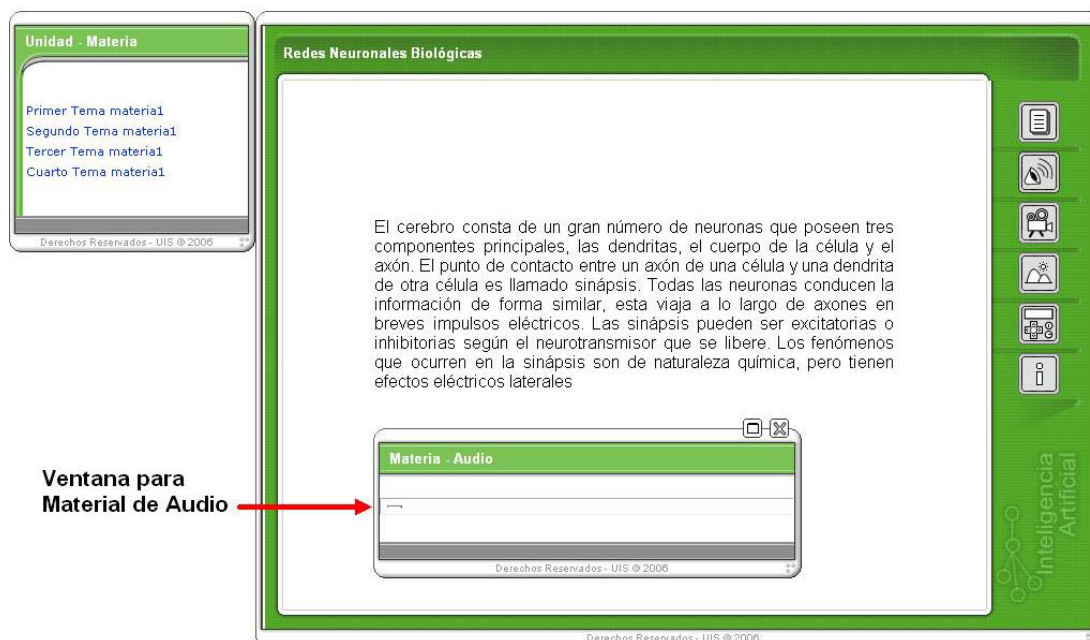 Unidad - Materia
Primer Tema materia1
Segundo Tema materia1
Tercer Tema materia1
Cuarto Tema materia1
Derechos Reservados - UIS @ 2006
Redes Neuronales Biológicas
El cerebro consta de un gran número de neuronas que poseen tres
componentes principales, las dendritas, el cuerpo de la célula y el
axón. El punto de contacto entre un axón de una célula y una dendrita
de otra célula es llamado sinápsis. Todas las neuronas conducen la
información de forma similar, esta viaja a lo largo de axones en
breves impulsos eléctricos. Las sinápsis pueden ser excitatorias o
inhibitorias según el neurotransmisor que se libere. Los fenómenos
que ocurren en la sinápsis son de naturaleza química, pero tienen
efectos eléctricos laterales
Materia - Audio
Derechos Reservados - UIS @ 2006
Ventana para
Material de Audio
Inteligencia
Artificial
Derechos Reservados - UIS @ 2006